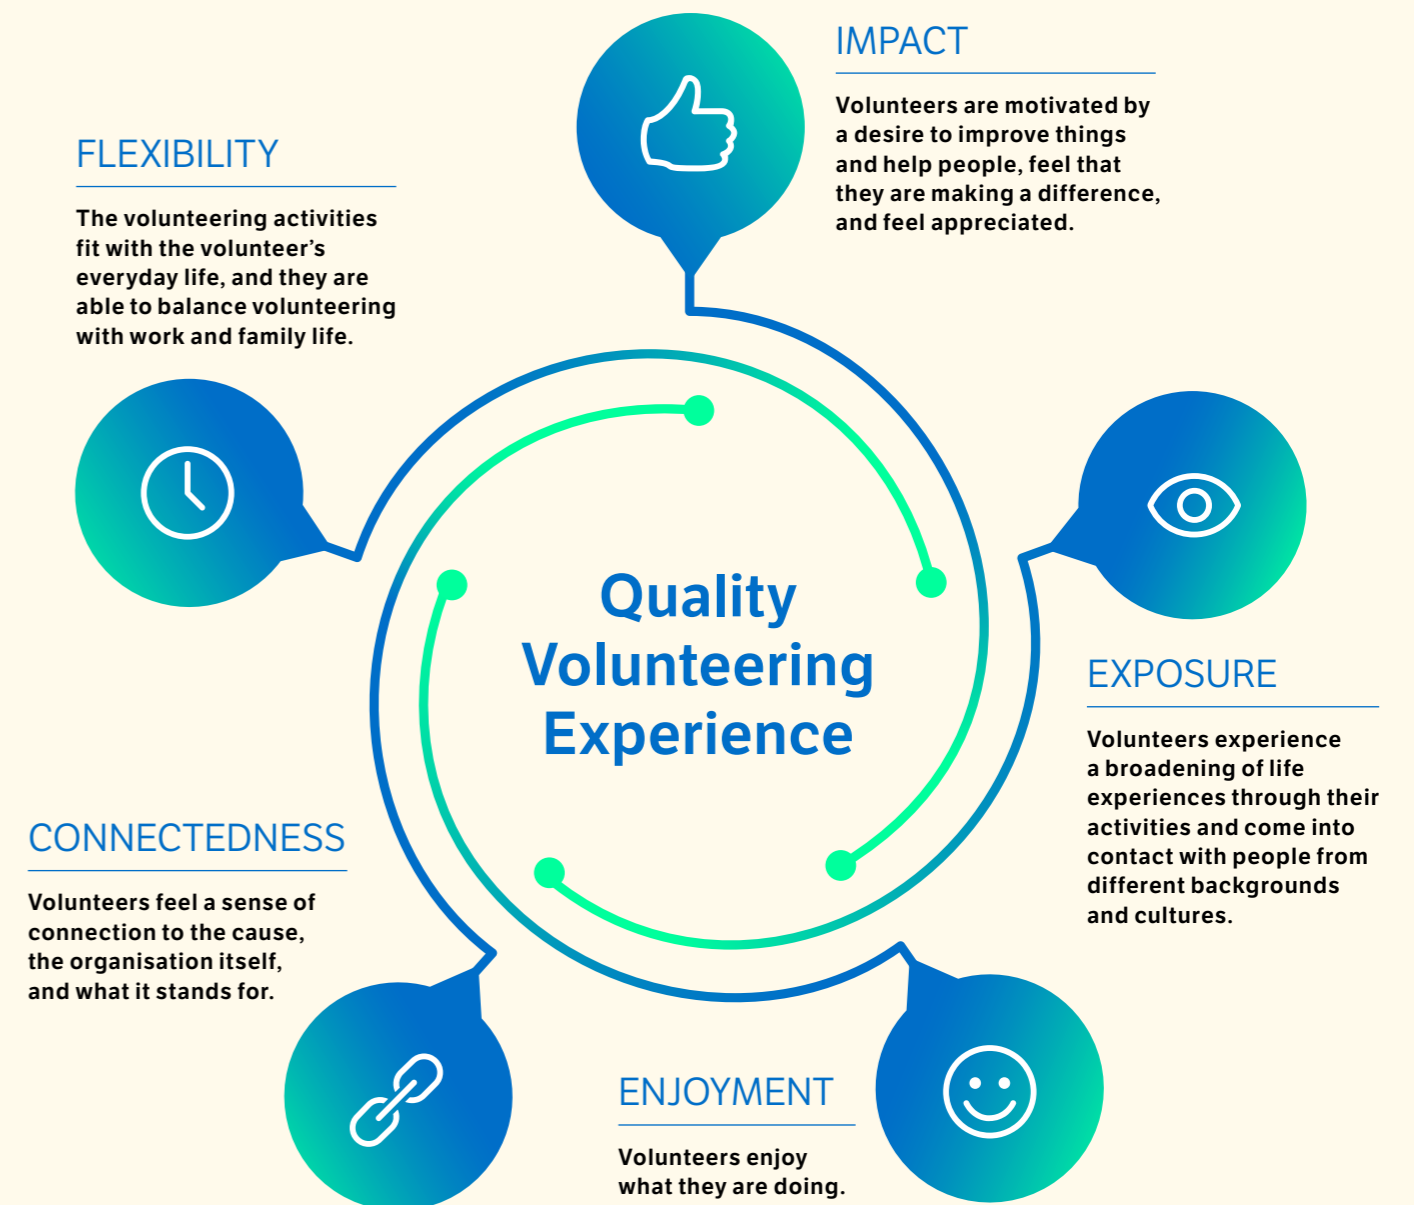 IMPACT
Volunteers are motivated by
a desire to improve things
and help people, feel that
they are making a difference,
and feel appreciated.
FLEXIBILITY
The volunteering activities
fit with the volunteer’s
everyday life, and they are
able to balance volunteering
with work and family life.
Quality
Volunteering
Experience
EXPOSURE
Volunteers experience
a broadening of life
experiences through their
activities and come into
contact with people from
different backgrounds
and cultures.
CONNECTEDNESS
Volunteers feel a sense of
connection to the cause,
the organisation itself,
and what it stands for.
ENJOYMENT
Volunteers enjoy
what they are doing.